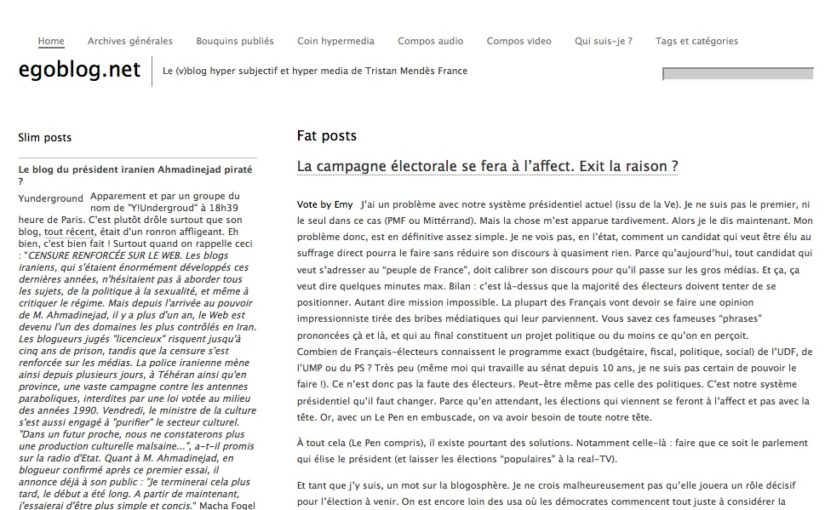 Home Archives générales Bouquins publiés Coin hypermedia Compos audio Compos video Qui suis-je ? Tags et catégories
egoblog.net Le (v)blog hyper subjectif et hyper media de Tristan Mendès France
Slim posts
Le blog du président iranien Ahmadinejad piraté
?
Yunderground Apparement et par un groupe du
nom de "Y!Undergroud" à 18h39
heure de Paris. C'est plutôt drôle surtout que son
blog, tout récent, était d'un ronron affligeant. Eh
bien, c'est bien fait ! Surtout quand on rappelle ceci
: "CENSURE RENFORCÉE SUR LE WEB. Les blogs
iraniens, qui s'étaient énormément développés ces
dernières années, n'hésitaient pas à aborder tous
les sujets, de la politique à la sexualité, et même à
critiquer le régime. Mais depuis l'arrivée au pouvoir
de M. Ahmadinejad, il y a plus d'un an, le Web est
devenu l'un des domaines les plus contrôlés en Iran.
Les blogueurs jugés "licencieux" risquent jusqu'à
cinq ans de prison, tandis que la censure s'est
renforcée sur les médias. La police iranienne mène
ainsi depuis plusieurs jours, à Téhéran ainsi qu'en
province, une vaste campagne contre les antennes
paraboliques, interdites par une loi votée au milieu
des années 1990. Vendredi, le ministre de la culture
s'est aussi engagé à "purifier" le secteur culturel.
"Dans un futur proche, nous ne constaterons plus
une production culturelle malsaine...", a-t-il promis
sur la radio d'Etat. Quant à M. Ahmadinejad, en
blogueur confirmé après ce premier essai, il
annonce déjà à son public : "Je terminerai cela plus
tard, le début a été long. A partir de maintenant,
j'essaierai d'être plus simple et concis." Macha Fogel
Fat posts
La campagne électorale se fera à l'affect. Exit la raison ?
Vote by Emy J'ai un problème avec notre système présidentiel actuel (issu de la Ve). Je ne suis pas le premier, ni
le seul dans ce cas (PMF ou Mittérrand). Mais la chose m'est apparue tardivement. Alors je le dis maintenant. Mon
problème donc, est en définitive assez simple. Je ne vois pas, en l'état, comment un candidat qui veut être élu au
suffrage direct pourra le faire sans réduire son discours à quasiment rien. Parce qu'aujourd'hui, tout candidat qui
veut s'adresser au "peuple de France", doit calibrer son discours pour qu'il passe sur les gros médias. Et ça, ça
veut dire quelques minutes max. Bilan : c'est là-dessus que la majorité des électeurs doivent tenter de se
positionner. Autant dire mission impossible. La plupart des Français vont devoir se faire une opinion
impressionniste tirée des bribes médiatiques qui leur parviennent. Vous savez ces fameuses "phrases"
prononcées çà et là, et qui au final constituent un projet politique ou du moins ce qu'on en perçoit.
Combien de Français-électeurs connaissent le programme exact (budgétaire, fiscal, politique, social) de l'UDF, de
l'UMP ou du PS ? Très peu (même moi qui travaille au sénat depuis 10 ans, je ne suis pas certain de pouvoir le
faire !). Ce n'est donc pas la faute des électeurs. Peut-être même pas celle des politiques. C'est notre système
présidentiel qu'il faut changer. Parce qu'en attendant, les élections qui viennent se feront à l'affect et pas avec la
tête. Or, avec un Le Pen en embuscade, on va avoir besoin de toute notre tête.
À tout cela (Le Pen compris), il existe pourtant des solutions. Notamment celle-là : faire que ce soit le parlement
qui élise le président (et laisser les élections "populaires" à la real-TV).
Et tant que j'y suis, un mot sur la blogosphère. Je ne crois malheureusement pas qu'elle jouera un rôle décisif
pour l'élection à venir. On est encore loin des usa où les démocrates commencent tout juste à considérer la